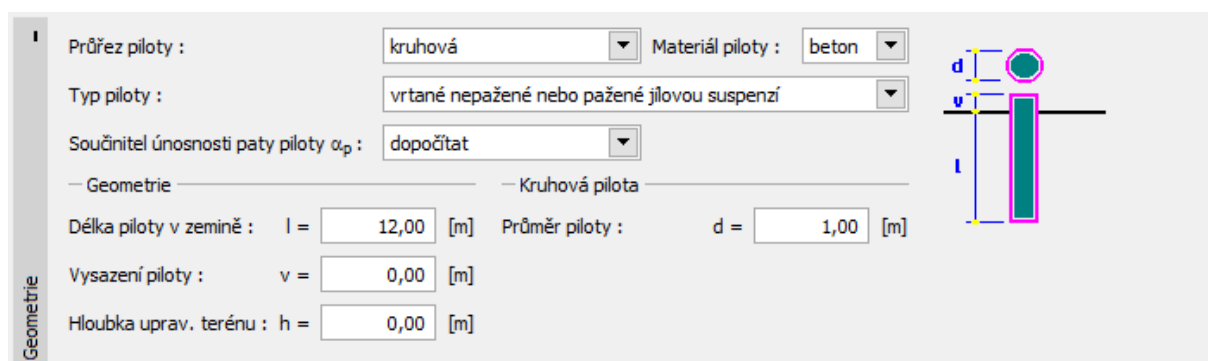 Průřez piloty : kruhová Materiál piloty : beton
Typ piloty : vrtané nepažené nebo pažené jílovou suspenzí
Součinitel únosnosti paty piloty αp : dopočítat
Geometrie Kruhová pilota
Délka piloty v zemině : l = 12,00 [m] Průměr piloty : d = 1,00 [m]
Vysazení piloty : v = 0,00 [m]
Hloubka uprav. terénu : h = 0,00 [m]
Geometrie
d
v
l